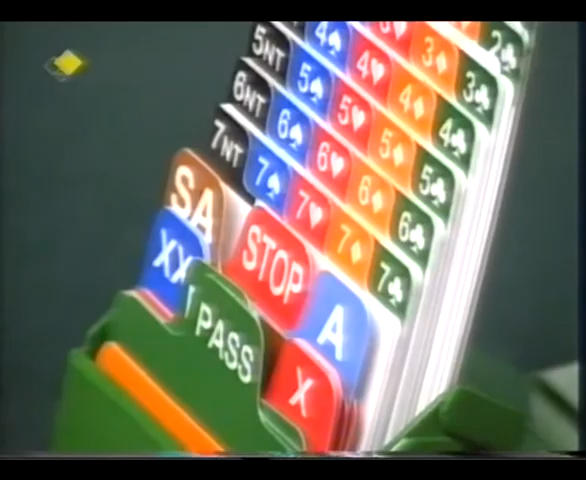 4♠ 3♦ 2♣
5NT 5♠ 4♥ 4♦ 3♣
6NT 6♠ 5♥ 5♦ 4♣
7NT 7♠ 6♥ 6♦ 5♣
7♥ 7♦ 6♣
7♣
SA
STOP
XX
A
PASS
X